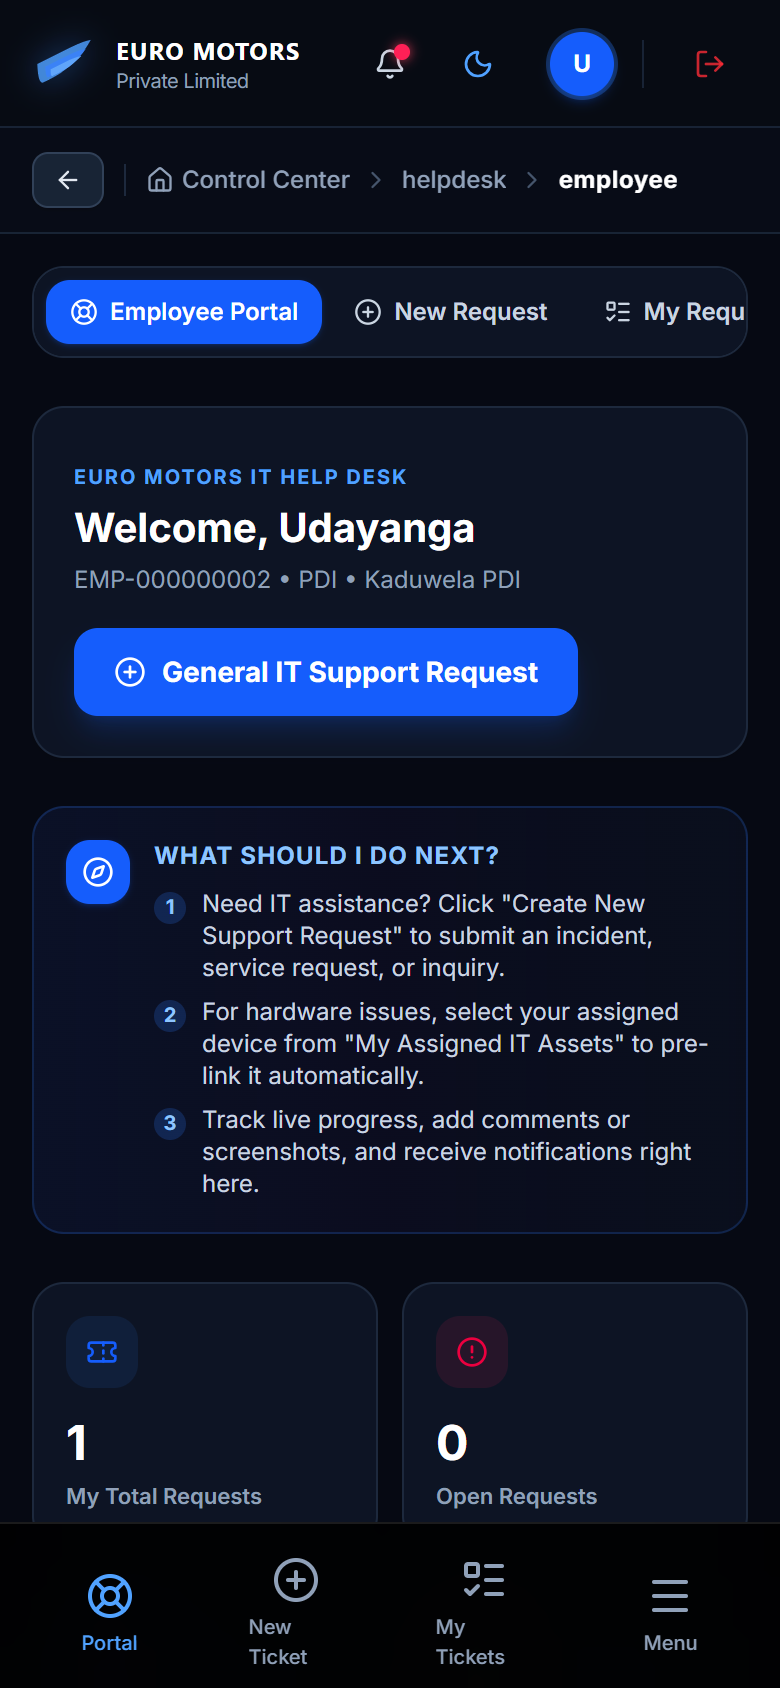 EURO MOTORS
Private Limited
U
Control Center > helpdesk > employee
Employee Portal
New Request
My Requ
EURO MOTORS IT HELP DESK
Welcome, Udayanga
EMP-000000002 • PDI • Kaduwela PDI
General IT Support Request
WHAT SHOULD I DO NEXT?
1 Need IT assistance? Click "Create New
Support Request" to submit an incident,
service request, or inquiry.
2 For hardware issues, select your assigned
device from "My Assigned IT Assets" to pre-
link it automatically.
3 Track live progress, add comments or
screenshots, and receive notifications right
here.
1
My Total Requests
0
Open Requests
Portal
New
Ticket
My
Tickets
Menu